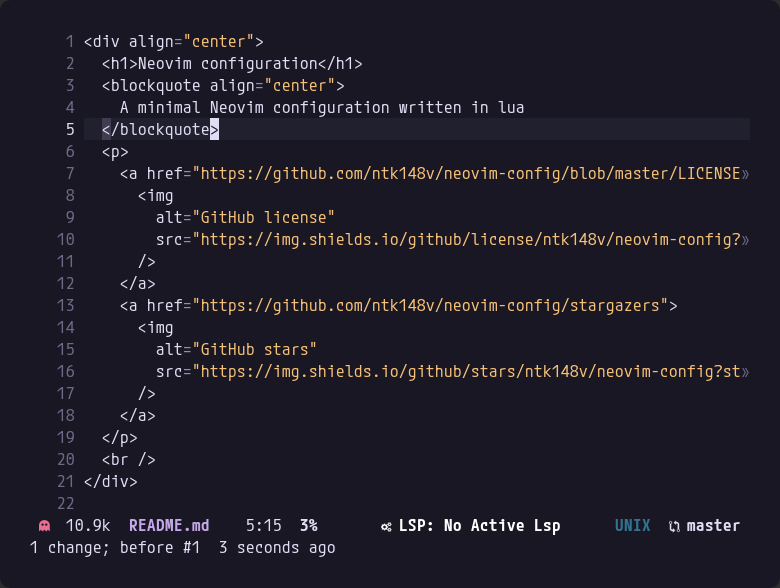 1 <div align="center">
2   <h1>Neovim configuration</h1>
3   <blockquote align="center">
4     A minimal Neovim configuration written in lua
5   </blockquote>
6   <p>
7     <a href="https://github.com/ntk148v/neovim-config/blob/master/LICENSE»
8       <img
9         alt="GitHub license"
10         src="https://img.shields.io/github/license/ntk148v/neovim-config?»
11       />
12     </a>
13     <a href="https://github.com/ntk148v/neovim-config/stargazers">
14       <img
15         alt="GitHub stars"
16         src="https://img.shields.io/github/stars/ntk148v/neovim-config?st»
17       />
18     </a>
19   </p>
20   <br />
21 </div>
22
10.9k README.md 5:15 3% LSP: No Active Lsp UNIX master
1 change; before #1  3 seconds ago